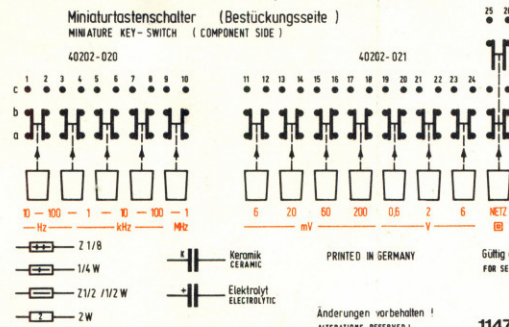 Miniaturtastenschalter (Bestückungsseite )
MINIATURE KEY-SWITCH ( COMPONENT SIDE )
25
40202-020
40202-021
1 2 3 4 5 6 7 8 9 10
11 12 13 14 15 16 17 18 19 20 21 22 23 24
c
b
a
10 — 100 — 1 — 10 — 100 — 1
Hz kHz MHz
6 20 60 200 0,6 2 6 NETZ
mV V
Z 1/8
1/4 W
Z1/2 /1/2 W
Z 2 W
K Keramik
CERAMIC
+ Elektrolyt
ELECTROLYTIC
PRINTED IN GERMANY
Gültig
FOR SE
Änderungen vorbehalten !
ALTERATIONS RESERVED !
1147